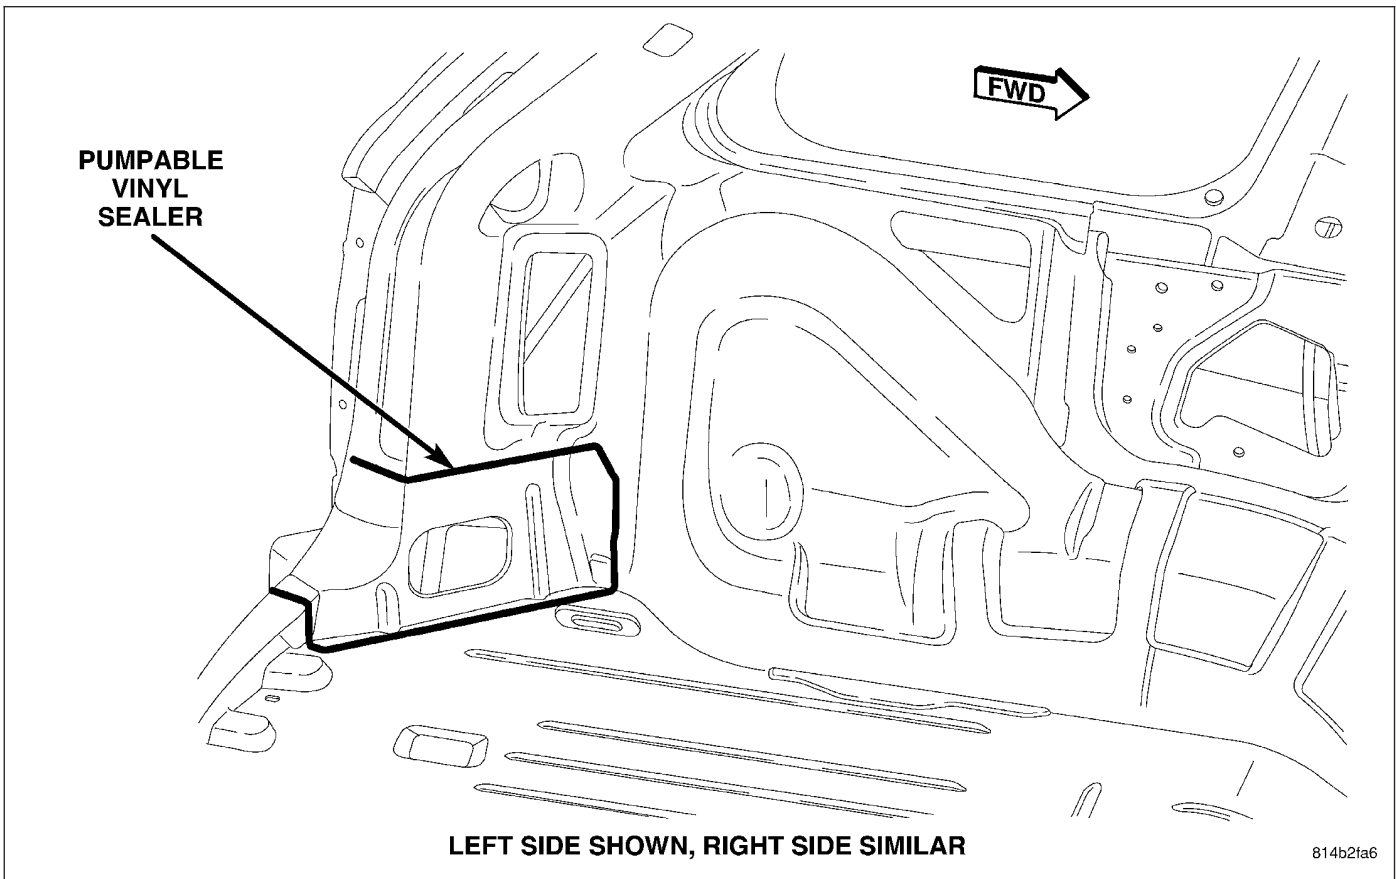 FWD
PUMPABLE
VINYL
SEALER
LEFT SIDE SHOWN, RIGHT SIDE SIMILAR
814b2fa6